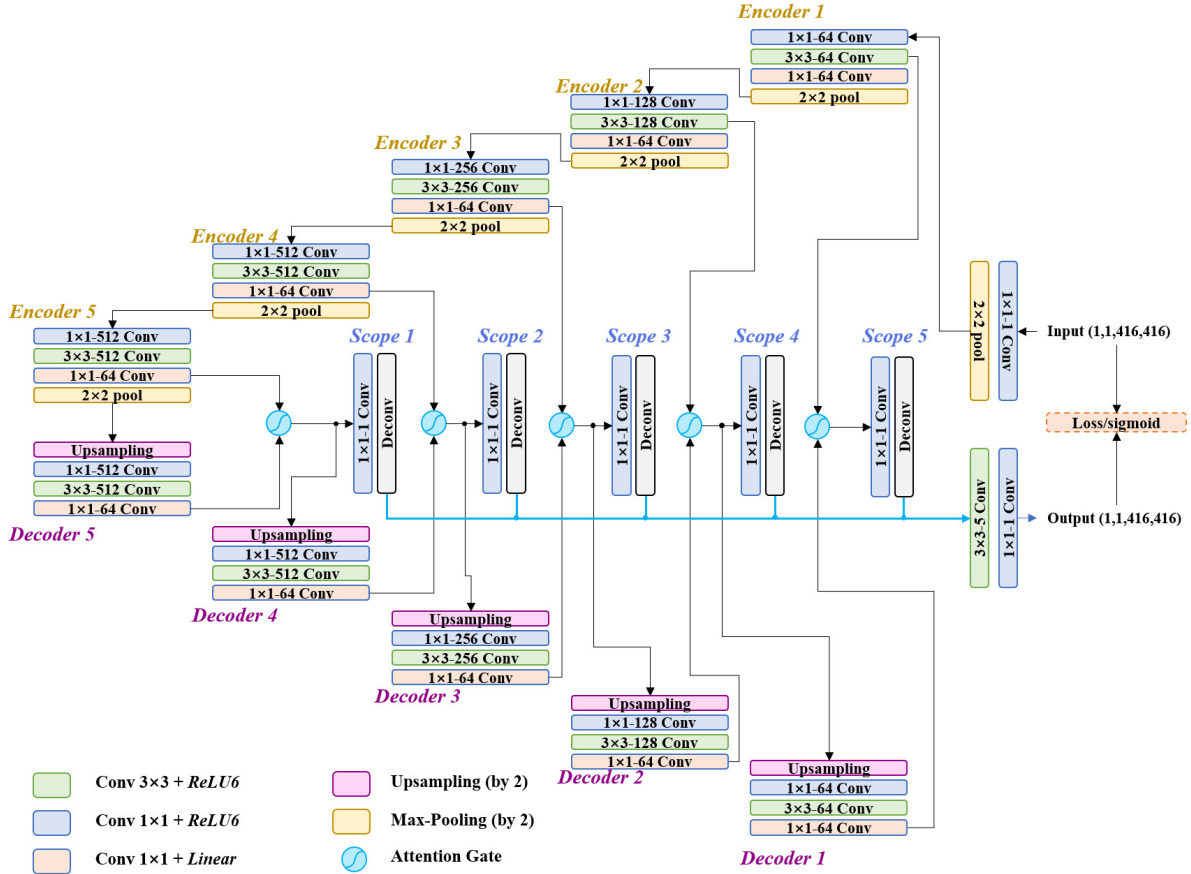 Encoder 1
1×1-64 Conv
3×3-64 Conv
1×1-64 Conv
2×2 pool
Encoder 2
1×1-128 Conv
3×3-128 Conv
1×1-64 Conv
2×2 pool
Encoder 3
1×1-256 Conv
3×3-256 Conv
1×1-64 Conv
2×2 pool
Encoder 4
1×1-512 Conv
3×3-512 Conv
1×1-64 Conv
2×2 pool
Encoder 5
1×1-512 Conv
3×3-512 Conv
1×1-64 Conv
2×2 pool
Upsampling
1×1-512 Conv
3×3-512 Conv
1×1-64 Conv
Decoder 5
Scope 1
1×1-1 Conv
Deconv
Scope 2
1×1-1 Conv
Deconv
Scope 3
1×1-1 Conv
Deconv
Scope 4
1×1-1 Conv
Deconv
Scope 5
1×1-1 Conv
Deconv
2×2 pool
1×1-1 Conv
Input (1,1,416,416)
Loss/sigmoid
3×3-5 Conv
1×1-1 Conv
Output (1,1,416,416)
Upsampling
1×1-512 Conv
3×3-512 Conv
1×1-64 Conv
Decoder 4
Upsampling
1×1-256 Conv
3×3-256 Conv
1×1-64 Conv
Decoder 3
Upsampling
1×1-128 Conv
3×3-128 Conv
1×1-64 Conv
Decoder 2
Upsampling
1×1-64 Conv
3×3-64 Conv
1×1-64 Conv
Decoder 1
Conv 3×3 + ReLU6
Conv 1×1 + ReLU6
Conv 1×1 + Linear
Upsampling (by 2)
Max-Pooling (by 2)
Attention Gate